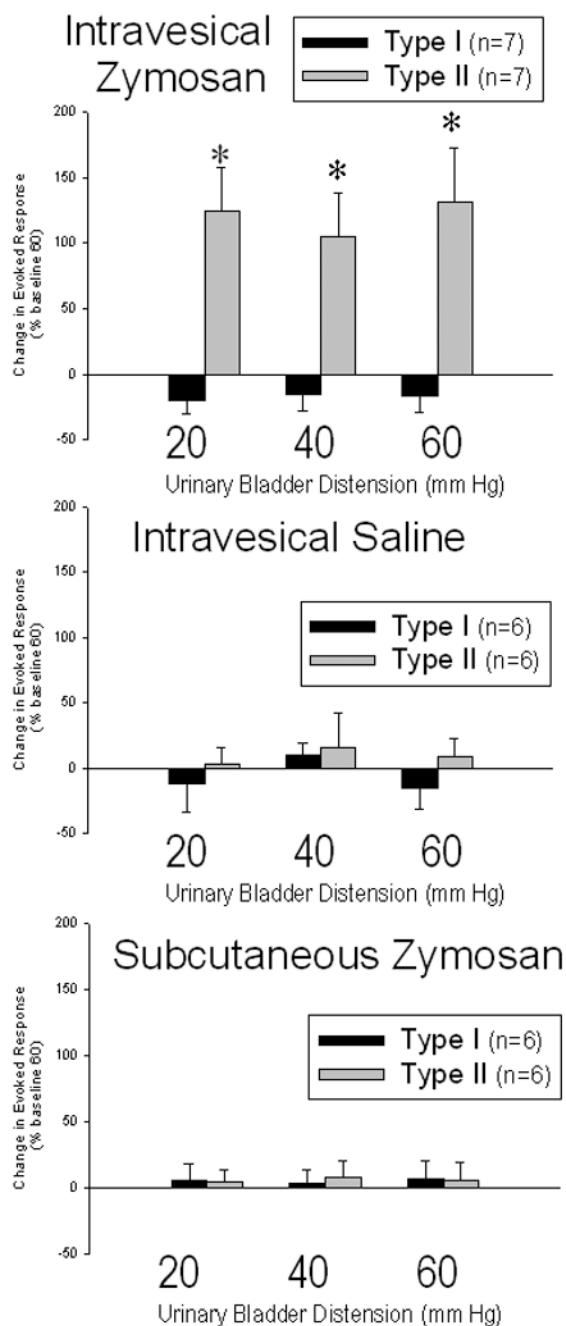 Intravesical
Zymosan
Type I (n=7)
Type II (n=7)
Change in Evoked Response
(% baseline 60)
200
150
100
50
0
-50
*
*
*
20
40
60
Urinary Bladder Distension (mm Hg)
Intravesical Saline
Type I (n=6)
Type II (n=6)
Change in Evoked Response
(% baseline 60)
200
150
100
50
0
-50
20
40
60
Urinary Bladder Distension (mm Hg)
Subcutaneous Zymosan
Type I (n=6)
Type II (n=6)
Change in Evoked Response
(% baseline 60)
200
150
100
50
0
-50
20
40
60
Urinary Bladder Distension (mm Hg)